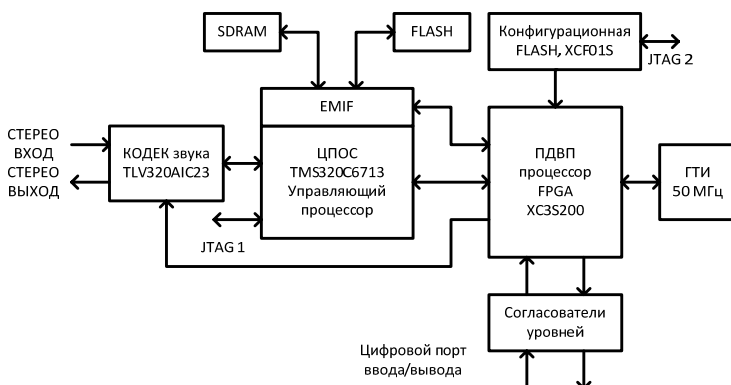 SDRAM
FLASH
Конфигурационная
FLASH, XCF01S
JTAG 2
EMIF
СТЕРЕО
ВХОД
СТЕРЕО
ВЫХОД
КОДЕК звука
TLV320AIC23
ЦПОС
TMS320C6713
Управляющий
процессор
JTAG 1
ПДВП
процессор
FPGA
XC3S200
ГТИ
50 МГц
Согласователи
уровней
Цифровой порт
ввода/вывода